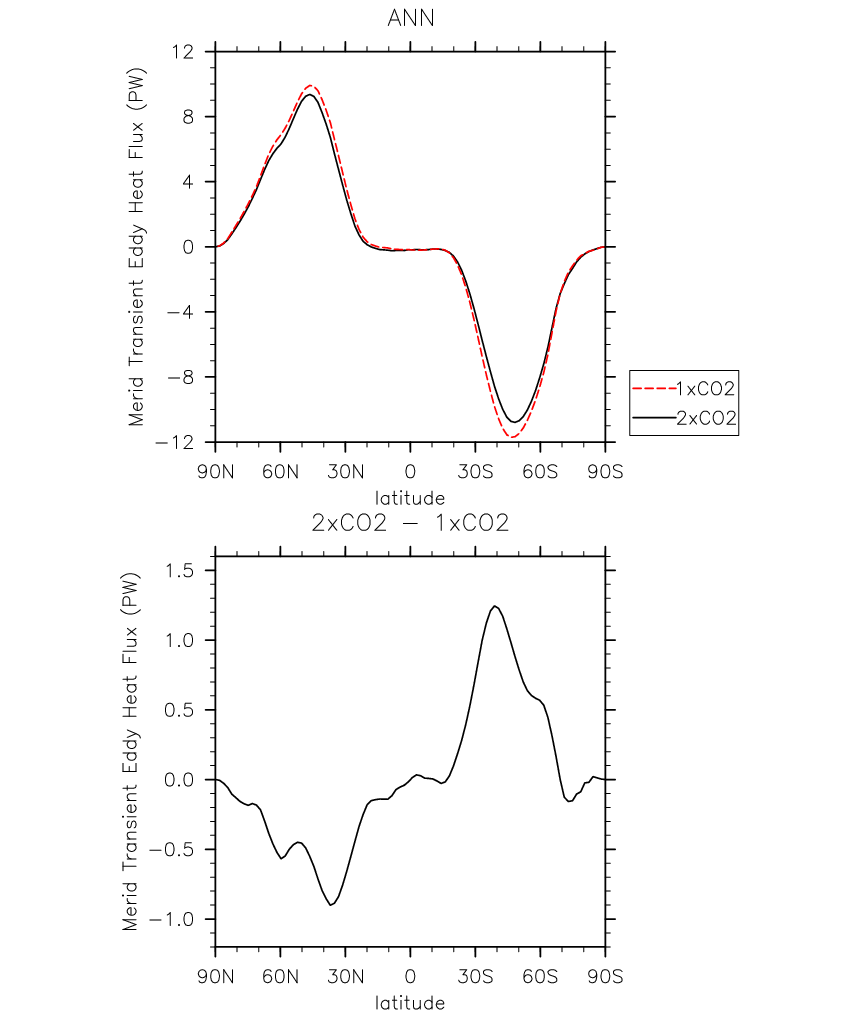 ANN
Merid Transient Eddy Heat Flux (PW)
12
8
4
0
−4
−8
−12
90N 60N 30N 0 30S 60S 90S
latitude
1xCO2
2xCO2
2xCO2 − 1xCO2
Merid Transient Eddy Heat Flux (PW)
1.5
1.0
0.5
0.0
−0.5
−1.0
90N 60N 30N 0 30S 60S 90S
latitude